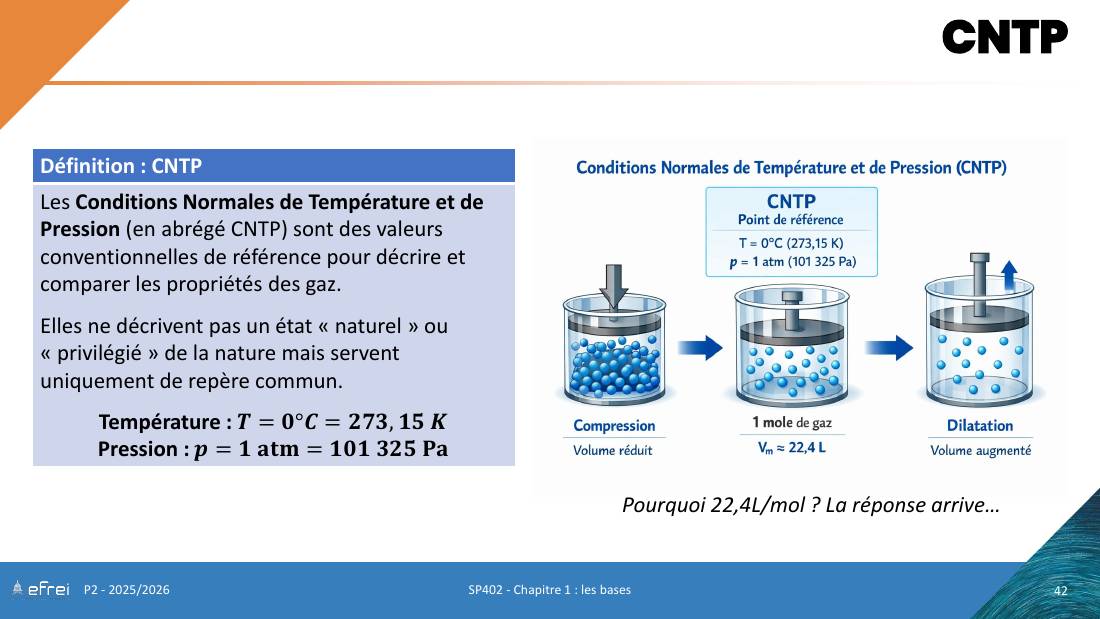 CNTP
Définition : CNTP
Les Conditions Normales de Température et de
Pression (en abrégé CNTP) sont des valeurs
conventionnelles de référence pour décrire et
comparer les propriétés des gaz.
Elles ne décrivent pas un état « naturel » ou
« privilégié » de la nature mais servent
uniquement de repère commun.
Température : T = 0°C = 273, 15 K
Pression : p = 1 atm = 101 325 Pa
Conditions Normales de Température et de Pression (CNTP)
CNTP
Point de référence
T = 0°C (273,15 K)
p = 1 atm (101 325 Pa)
Compression
Volume réduit
1 mole de gaz
Vₘ ≈ 22,4 L
Dilatation
Volume augmenté
Pourquoi 22,4L/mol ? La réponse arrive…
efrei P2 - 2025/2026
SP402 - Chapitre 1 : les bases
42